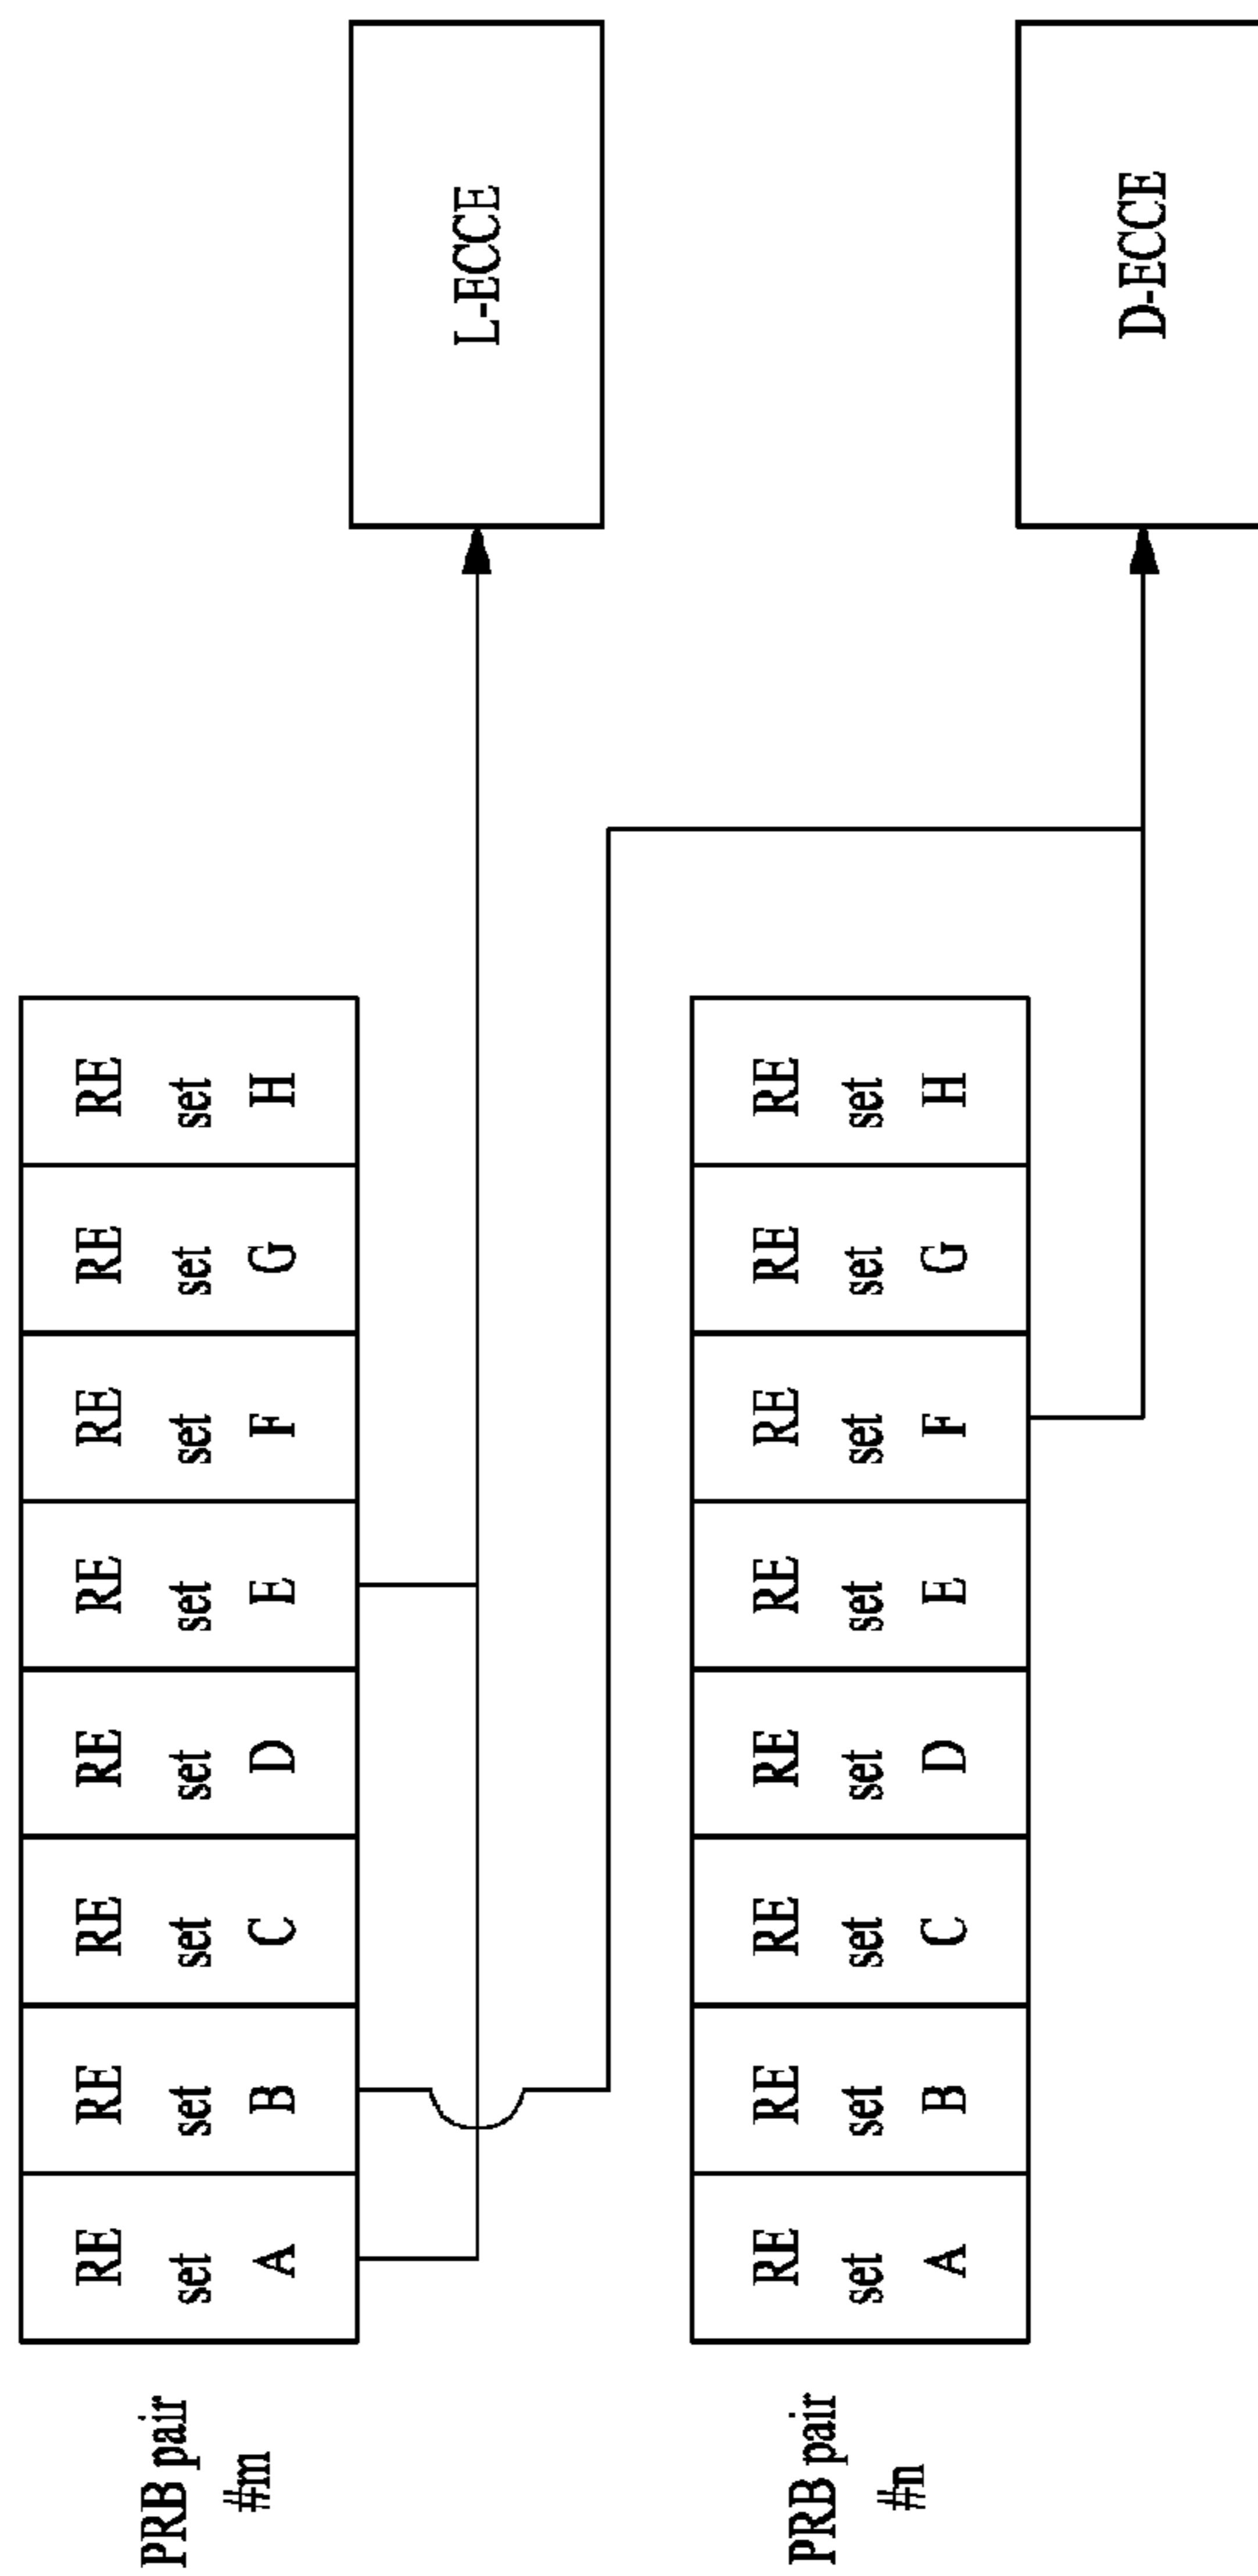 PRB pair
#m
RE
set
A
RE
set
B
RE
set
C
RE
set
D
RE
set
E
RE
set
F
RE
set
G
RE
set
H
L-ECCE
PRB pair
#n
RE
set
A
RE
set
B
RE
set
C
RE
set
D
RE
set
E
RE
set
F
RE
set
G
RE
set
H
D-ECCE